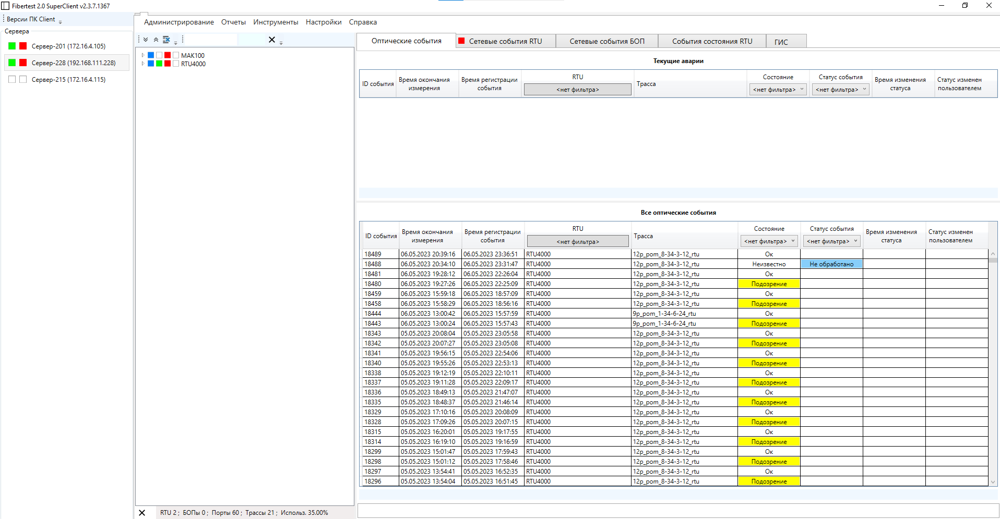 Fibertest 2.0 SuperClient v2.3.7.1367
Версии ПК Client
Сервера
Сервер-201 (172.16.4.105)
Сервер-228 (192.168.111.228)
Сервер-215 (172.16.4.115)
Администрирование Отчеты Инструменты Настройки Справка
MAK100
RTU4000
RTU 2 ; БОПы 0 ; Порты 60 ; Трассы 21 ; Использ. 35.00%
Оптические события Сетевые события RTU Сетевые события БОП События состояния RTU ГИС
Текущие аварии
ID события Время окончания измерения Время регистрации события RTU Трасса Состояние Статус события Время изменения статуса Статус изменен пользователем
<нет фильтра> <нет фильтра> <нет фильтра>
Все оптические события
ID события Время окончания измерения Время регистрации события RTU Трасса Состояние Статус события Время изменения статуса Статус изменен пользователем
<нет фильтра> <нет фильтра> <нет фильтра>
18489 06.05.2023 20:39:16 06.05.2023 23:36:51 RTU4000 12p_pom_8-34-3-12_rtu Ок
18488 06.05.2023 20:34:10 06.05.2023 23:31:47 RTU4000 12p_pom_8-34-3-12_rtu Неизвестно Не обработано
18481 06.05.2023 19:28:12 06.05.2023 22:26:04 RTU4000 12p_pom_8-34-3-12_rtu Ок
18480 06.05.2023 19:27:26 06.05.2023 22:25:09 RTU4000 12p_pom_8-34-3-12_rtu Подозрение
18459 06.05.2023 15:59:18 06.05.2023 18:57:09 RTU4000 12p_pom_8-34-3-12_rtu Ок
18458 06.05.2023 15:58:29 06.05.2023 18:56:16 RTU4000 12p_pom_8-34-3-12_rtu Подозрение
18444 06.05.2023 13:00:42 06.05.2023 15:57:59 RTU4000 9p_pom_1-34-6-24_rtu Ок
18443 06.05.2023 13:00:24 06.05.2023 15:57:43 RTU4000 9p_pom_1-34-6-24_rtu Подозрение
18343 05.05.2023 20:08:04 05.05.2023 23:05:58 RTU4000 12p_pom_8-34-3-12_rtu Ок
18342 05.05.2023 20:07:27 05.05.2023 23:05:08 RTU4000 12p_pom_8-34-3-12_rtu Подозрение
18341 05.05.2023 19:56:15 05.05.2023 22:54:06 RTU4000 12p_pom_8-34-3-12_rtu Ок
18340 05.05.2023 19:55:26 05.05.2023 22:53:13 RTU4000 12p_pom_8-34-3-12_rtu Подозрение
18338 05.05.2023 19:12:19 05.05.2023 22:10:11 RTU4000 12p_pom_8-34-3-12_rtu Ок
18337 05.05.2023 19:11:28 05.05.2023 22:09:17 RTU4000 12p_pom_8-34-3-12_rtu Подозрение
18336 05.05.2023 18:49:13 05.05.2023 21:47:07 RTU4000 12p_pom_8-34-3-12_rtu Ок
18335 05.05.2023 18:48:37 05.05.2023 21:46:14 RTU4000 12p_pom_8-34-3-12_rtu Подозрение
18329 05.05.2023 17:10:16 05.05.2023 20:08:09 RTU4000 12p_pom_8-34-3-12_rtu Ок
18328 05.05.2023 17:09:26 05.05.2023 20:07:15 RTU4000 12p_pom_8-34-3-12_rtu Подозрение
18315 05.05.2023 16:20:01 05.05.2023 19:17:55 RTU4000 12p_pom_8-34-3-12_rtu Ок
18314 05.05.2023 16:19:10 05.05.2023 19:16:59 RTU4000 12p_pom_8-34-3-12_rtu Подозрение
18299 05.05.2023 15:01:47 05.05.2023 17:59:43 RTU4000 12p_pom_8-34-3-12_rtu Ок
18298 05.05.2023 15:01:12 05.05.2023 17:58:46 RTU4000 12p_pom_8-34-3-12_rtu Подозрение
18297 05.05.2023 13:54:41 05.05.2023 16:52:35 RTU4000 12p_pom_8-34-3-12_rtu Ок
18296 05.05.2023 13:54:04 05.05.2023 16:51:45 RTU4000 12p_pom_8-34-3-12_rtu Подозрение